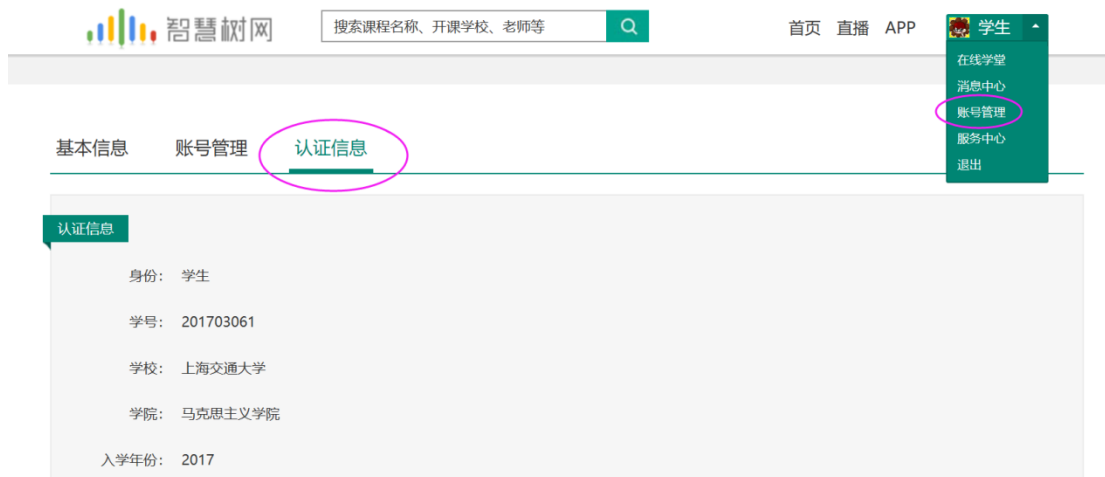 智慧树网
搜索课程名称、开课学校、老师等
首页 直播 APP
学生
在线学堂
消息中心
账号管理
服务中心
退出
基本信息 账号管理 认证信息
认证信息
身份： 学生
学号： 201703061
学校： 上海交通大学
学院： 马克思主义学院
入学年份： 2017